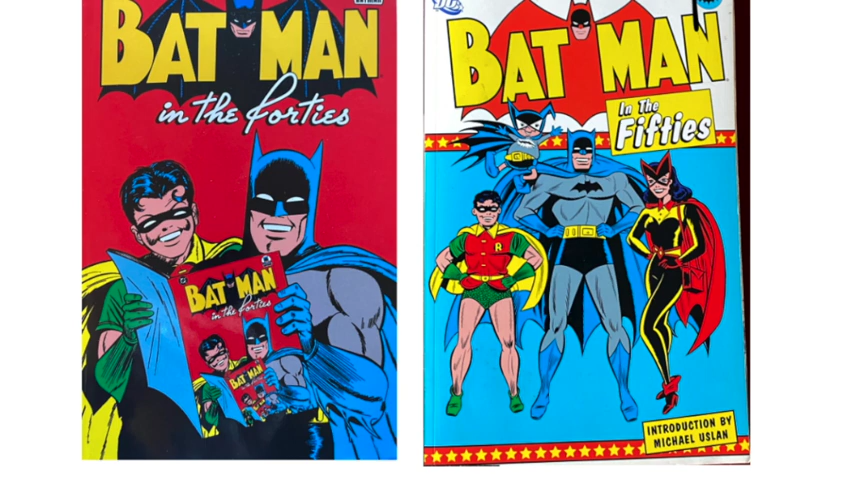 BATMAN
in the forties
BATMAN
in the forties
BATMAN
DC
BATMAN
In The
Fifties
R
INTRODUCTION BY
MICHAEL USLAN